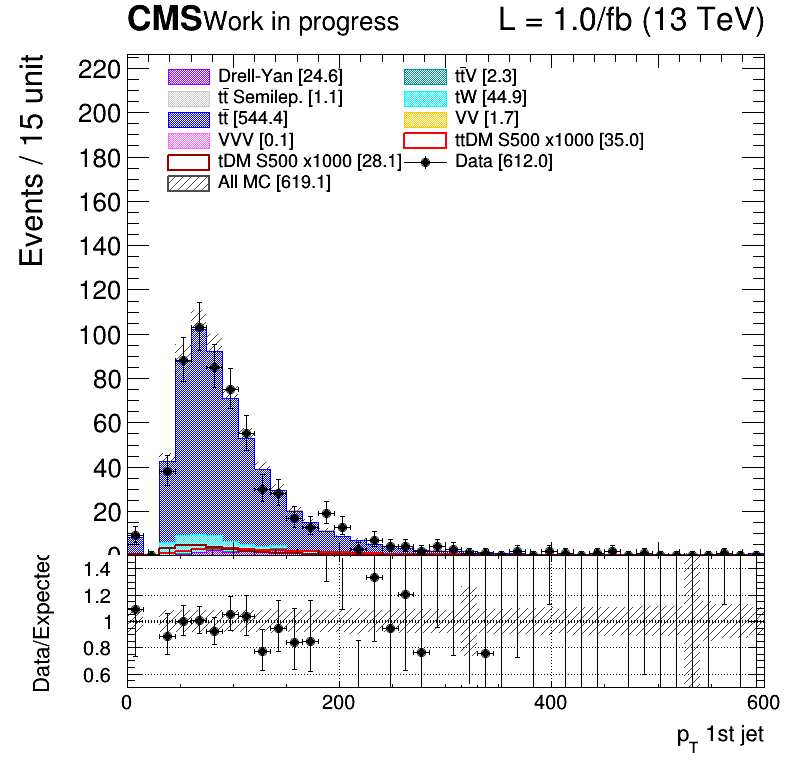 CMS Work in progress L = 1.0/fb (13 TeV)
Events / 15 unit
Drell-Yan [24.6] tt̄V [2.3]
tt̄ Semilep. [1.1] tW [44.9]
tt̄ [544.4] VV [1.7]
VVV [0.1] ttDM S500 x1000 [35.0]
tDM S500 x1000 [28.1] Data [612.0]
All MC [619.1]
220
200
180
160
140
120
100
80
60
40
20
0
Data/Expected
1.4
1.2
1
0.8
0.6
0 200 400 600
p_T 1st jet